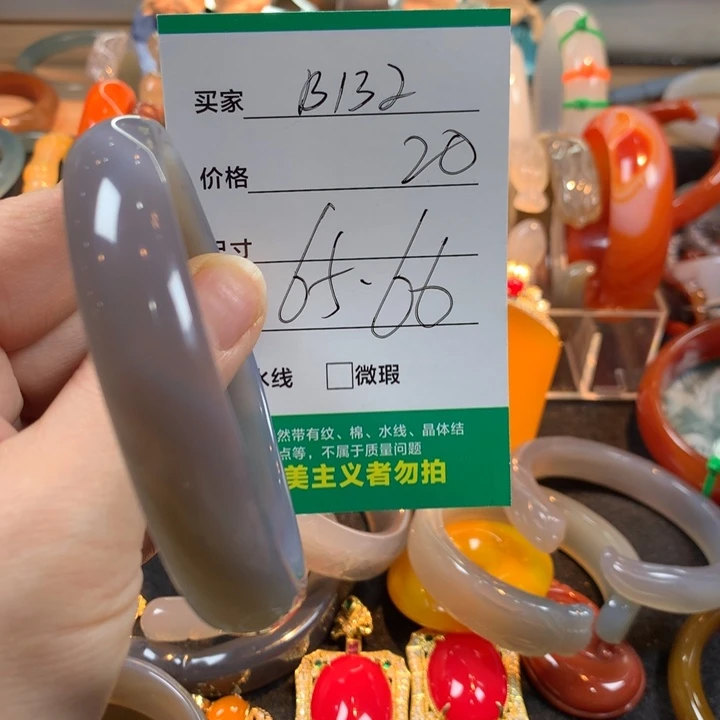 买家 B132
价格 20
寸 65-66
水线 □微瑕
然带有纹、棉、水线、晶体结
点等，不属于质量问题
美主义者勿拍